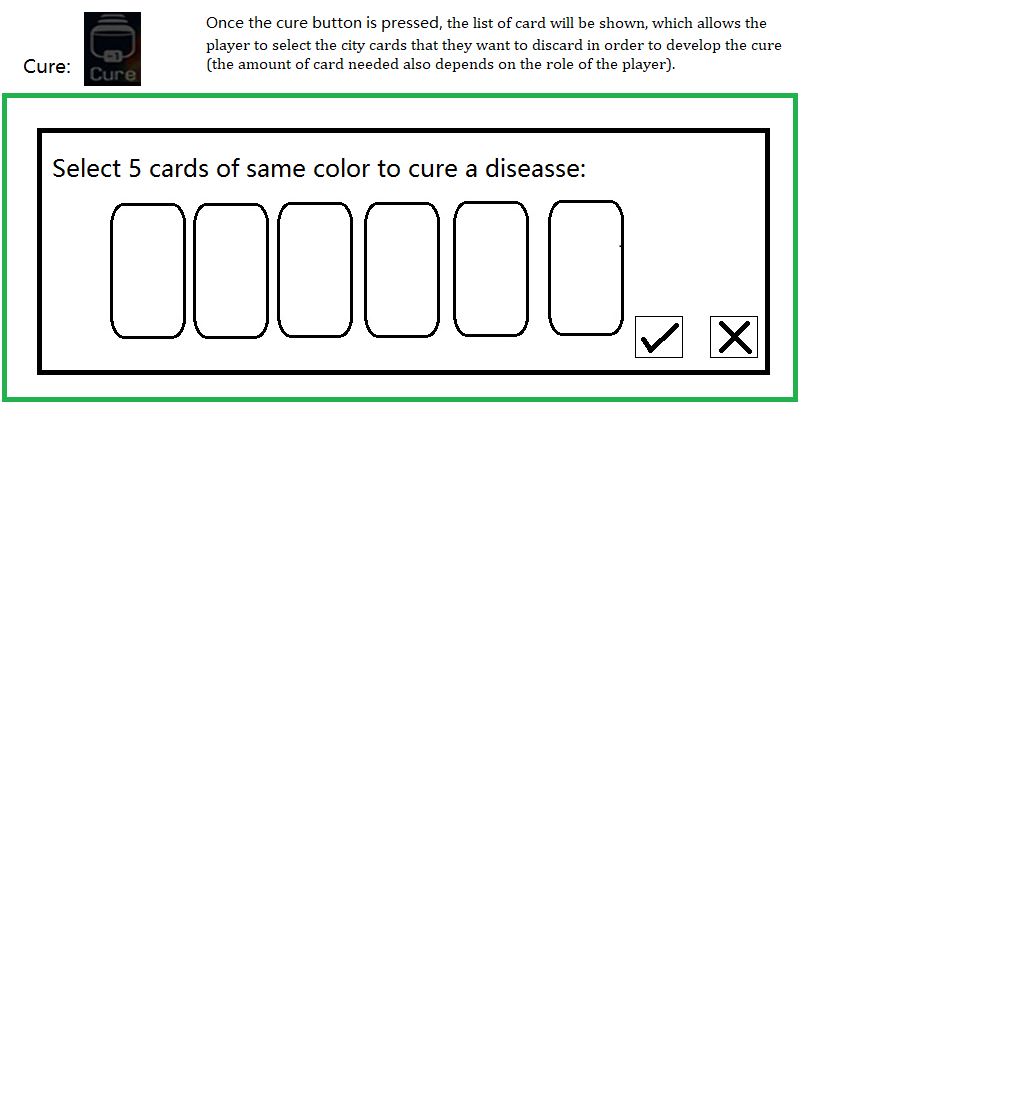 Once the cure button is pressed, the list of card will be shown, which allows the
player to select the city cards that they want to discard in order to develop the cure
(the amount of card needed also depends on the role of the player).
Cure:
-1
Cure
Select 5 cards of same color to cure a diseasse: